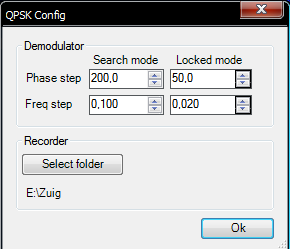 QPSK Config
Demodulator
Search mode Locked mode
Phase step 200,0 50,0
Freq step 0,100 0,020
Recorder
Select folder
E:\Zuig
Ok